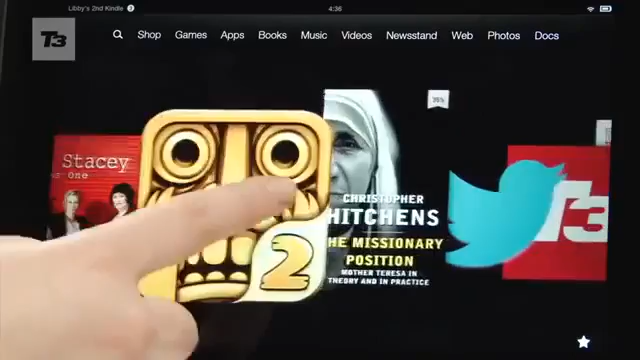 Libby's 2nd Kindle 3
4:36
T3
Shop Games Apps Books Music Videos Newsstand Web Photos Docs
Stacey
one
2
CHRISTOPHER
HITCHENS
THE MISSIONARY
POSITION
MOTHER TERESA IN
THEORY AND IN PRACTICE
T3